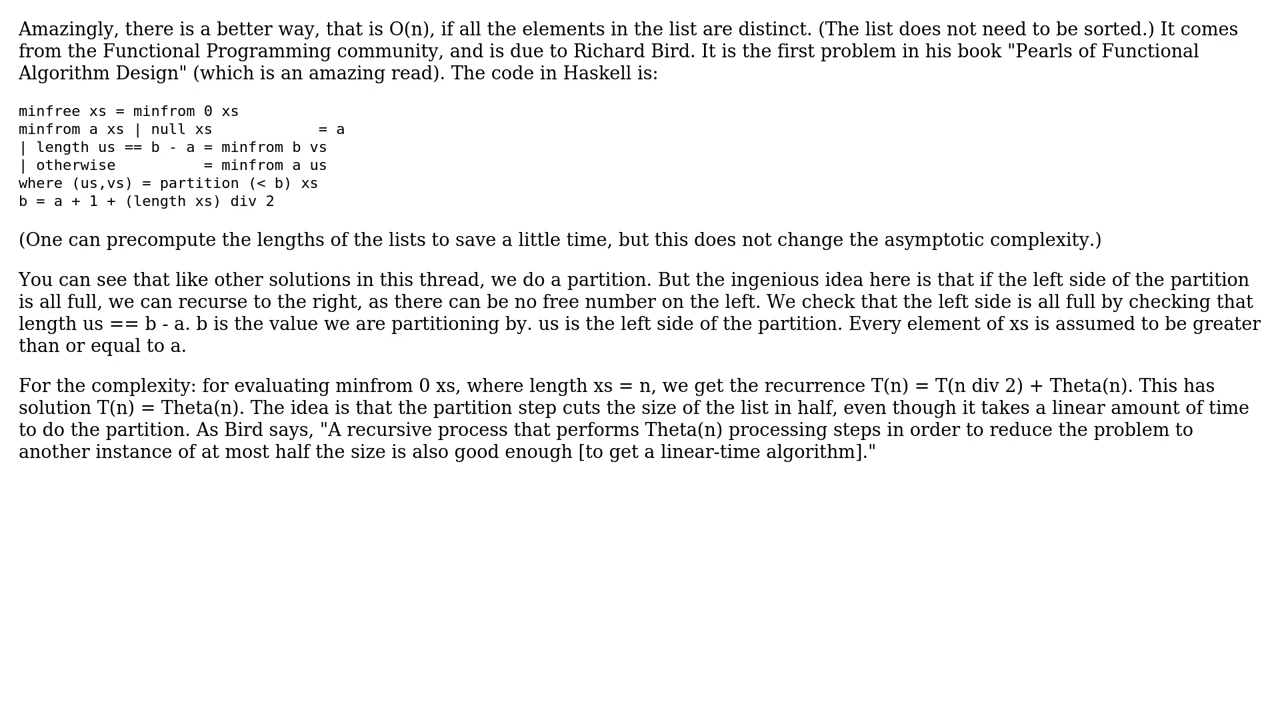 Amazingly, there is a better way, that is O(n), if all the elements in the list are distinct. (The list does not need to be sorted.) It comes
from the Functional Programming community, and is due to Richard Bird. It is the first problem in his book "Pearls of Functional
Algorithm Design" (which is an amazing read). The code in Haskell is:
minfree xs = minfrom 0 xs
minfrom a xs | null xs            = a
| length us == b - a = minfrom b vs
| otherwise          = minfrom a us
where (us,vs) = partition (< b) xs
b = a + 1 + (length xs) div 2
(One can precompute the lengths of the lists to save a little time, but this does not change the asymptotic complexity.)
You can see that like other solutions in this thread, we do a partition. But the ingenious idea here is that if the left side of the partition
is all full, we can recurse to the right, as there can be no free number on the left. We check that the left side is all full by checking that
length us == b - a. b is the value we are partitioning by. us is the left side of the partition. Every element of xs is assumed to be greater
than or equal to a.
For the complexity: for evaluating minfrom 0 xs, where length xs = n, we get the recurrence T(n) = T(n div 2) + Theta(n). This has
solution T(n) = Theta(n). The idea is that the partition step cuts the size of the list in half, even though it takes a linear amount of time
to do the partition. As Bird says, "A recursive process that performs Theta(n) processing steps in order to reduce the problem to
another instance of at most half the size is also good enough [to get a linear-time algorithm]."